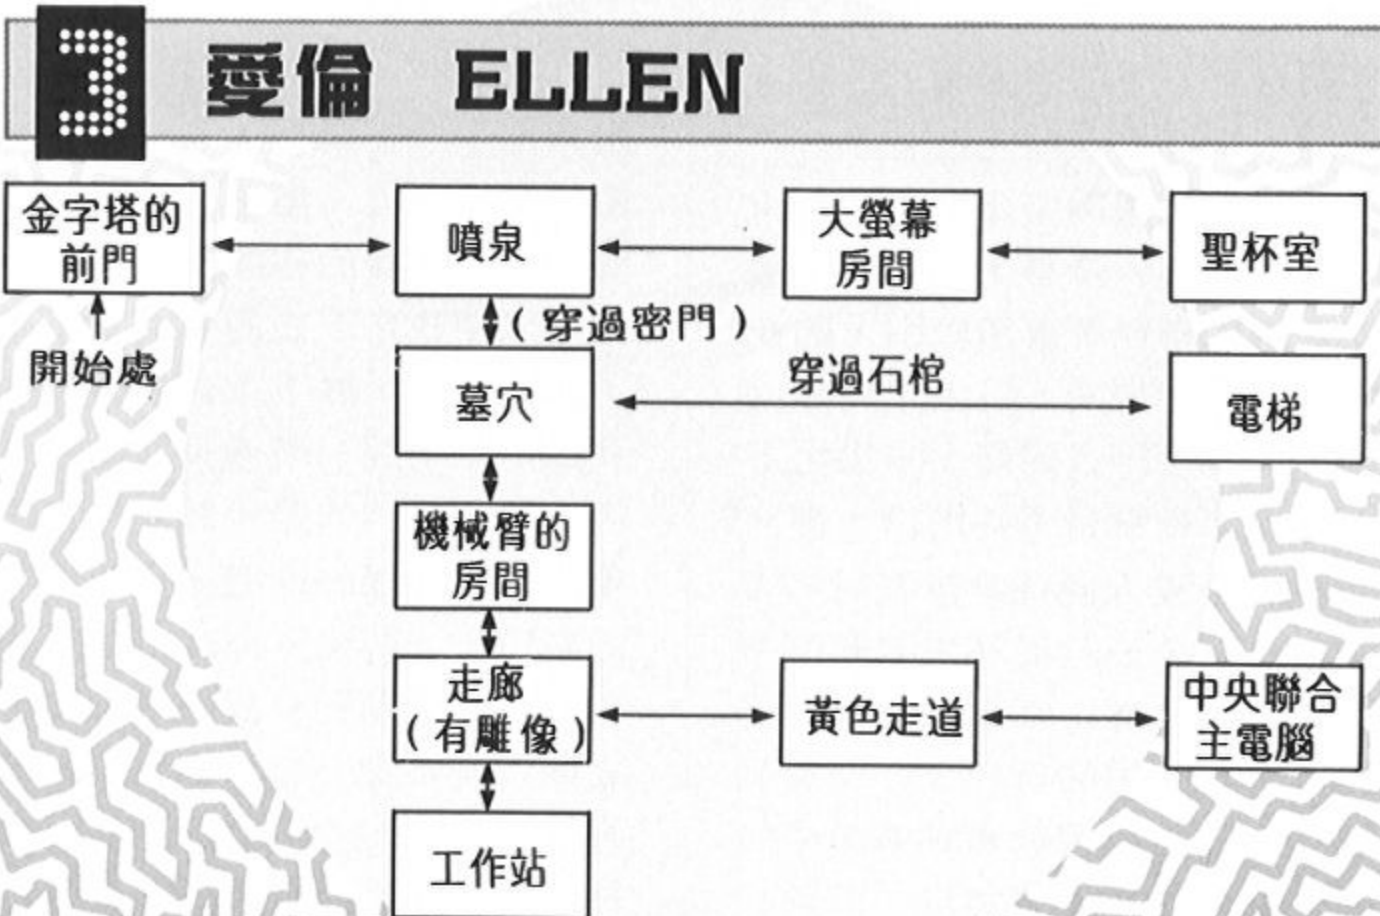 3 愛倫 ELLEN
金字塔的
前門
噴泉
大螢幕
房間
聖杯室
(穿過密門)
開始處
墓穴
穿過石棺
電梯
機械臂的
房間
走廊
(有雕像)
黃色走道
中央聯合
主電腦
工作站